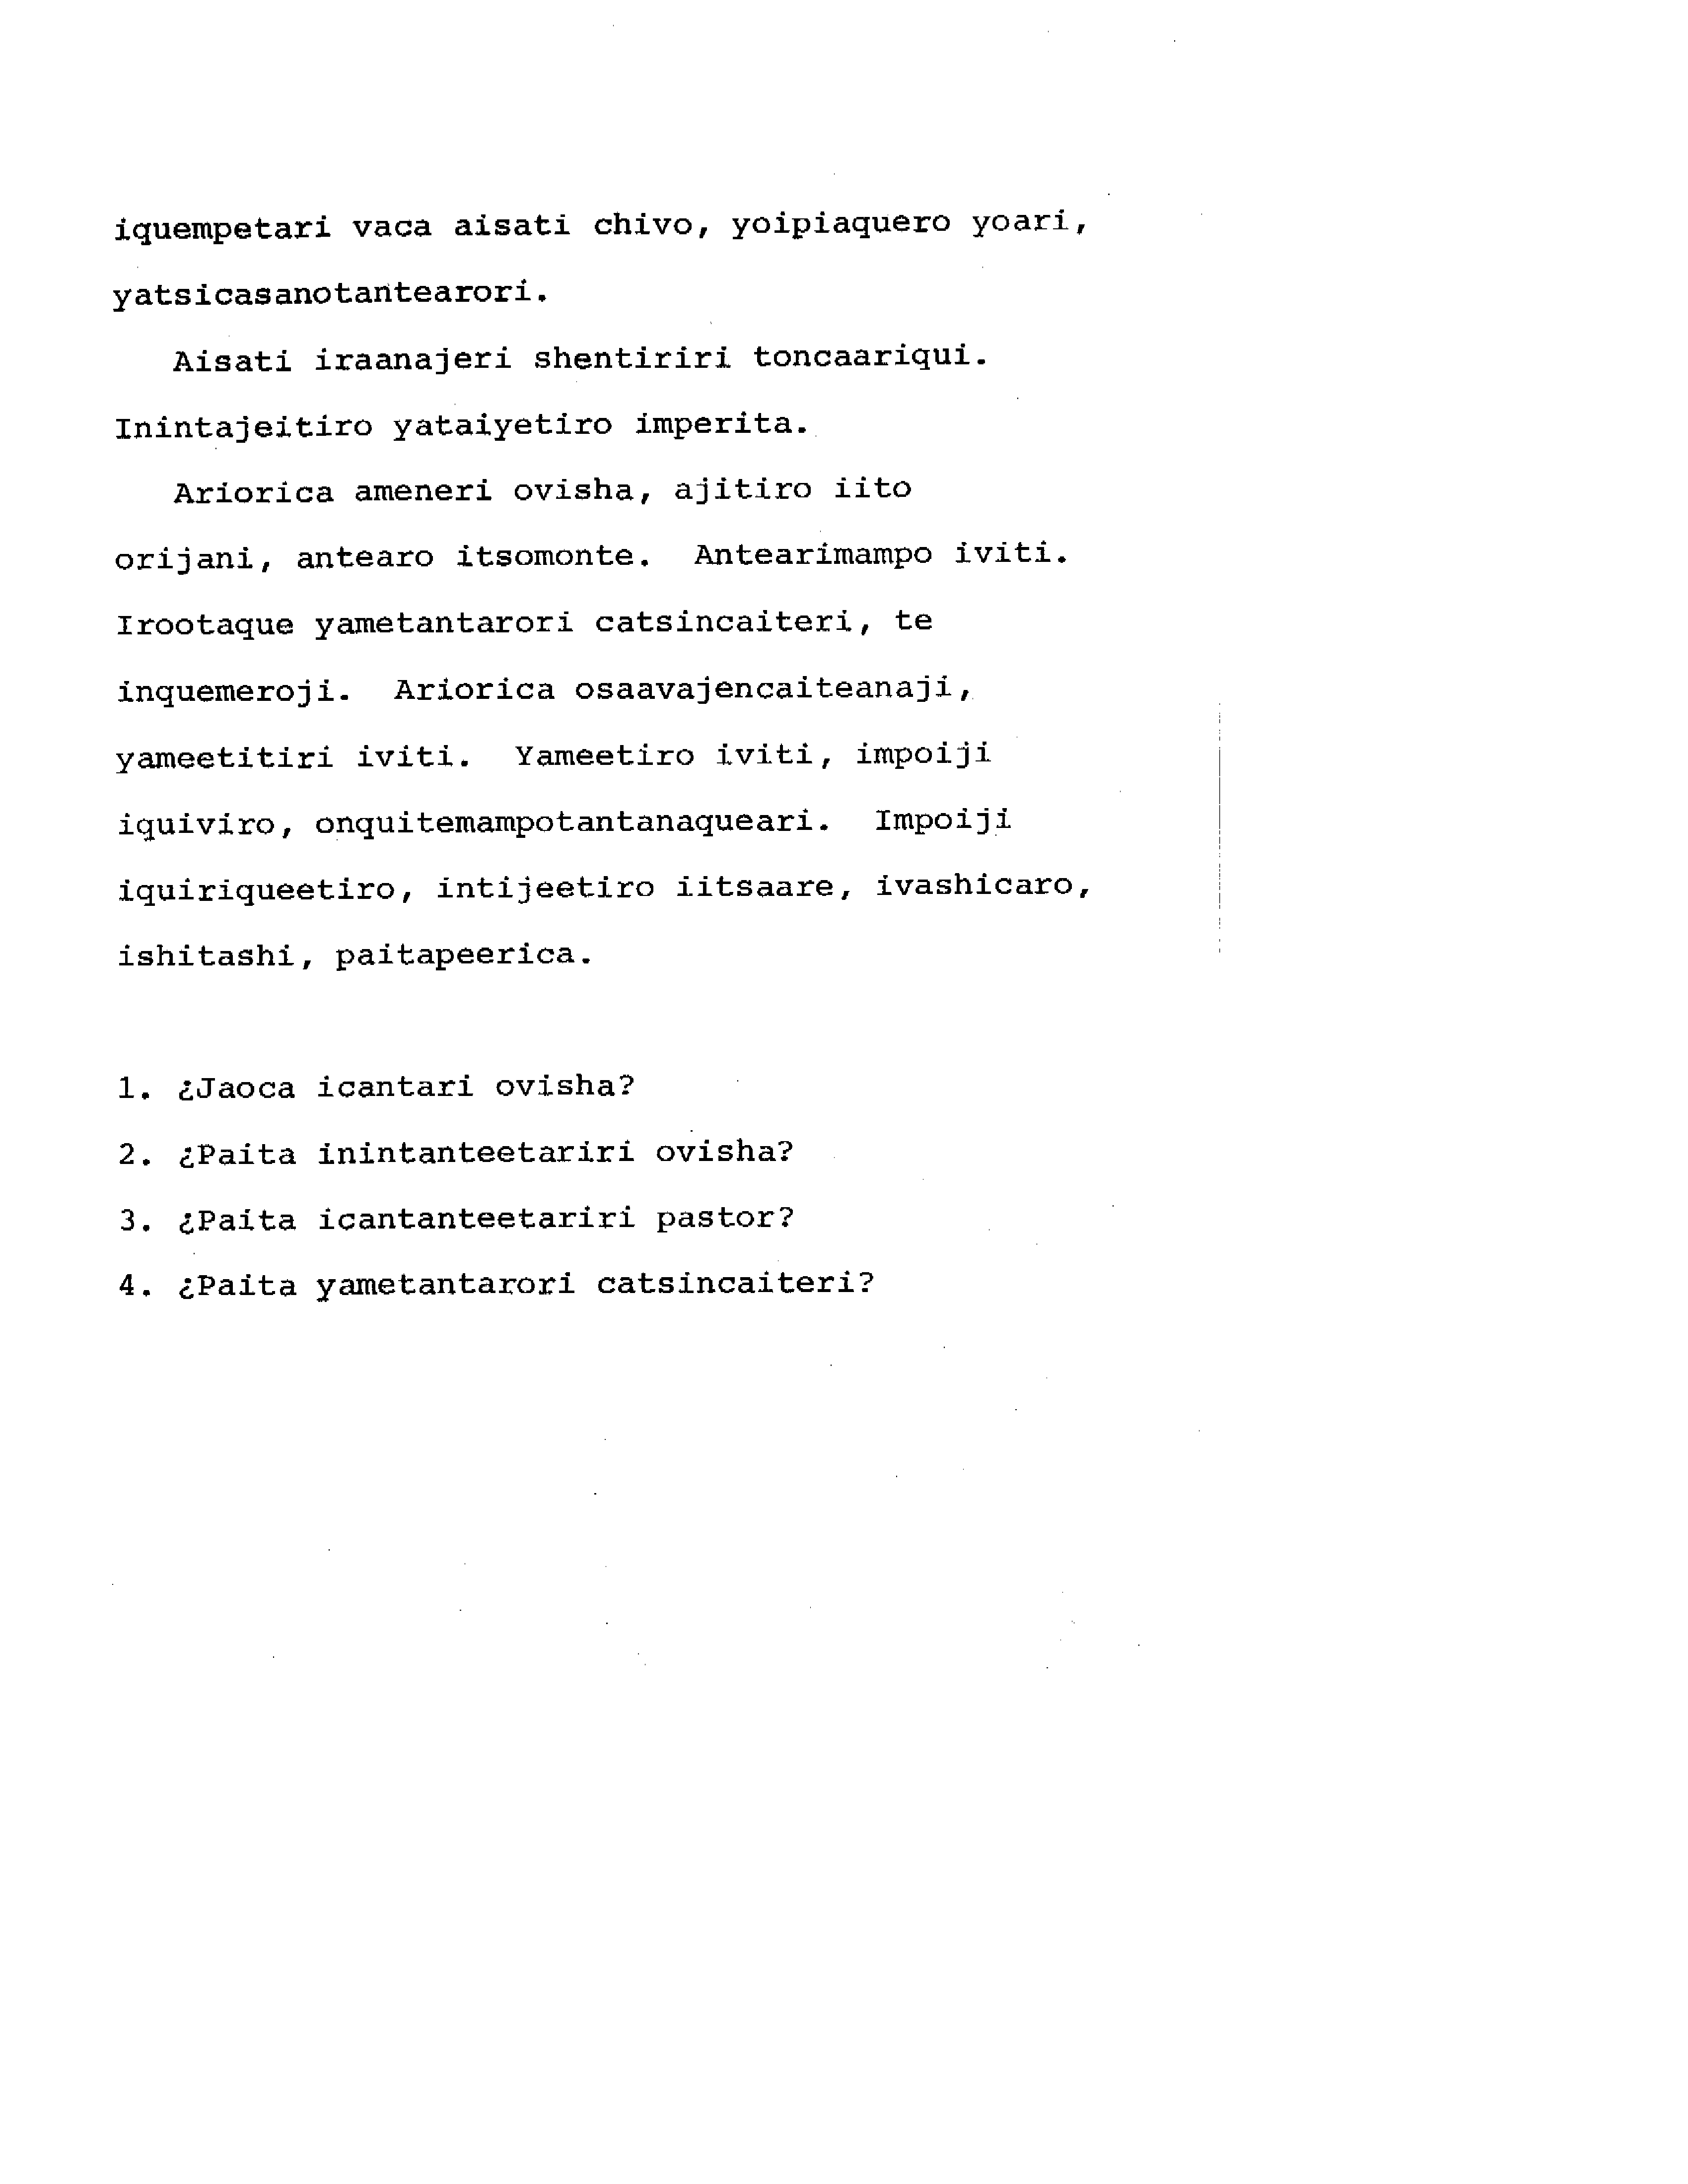 iquempetari vaca aisati chivo, yoipiaquero yoari,
yatsicasanotantearori.
Aisati iraanajeri shentiriri toncaariqui.
Inintajeitiro yataiyetiro imperita.
Ariorica ameneri ovisha, ajitiro iito
orijani, antearo itsomonte. Antearimampo iviti.
Irootaque yametantarori catsincaiteri, te
inquemeroji. Ariorica osaavajencaiteanaji,
yameetitiri iviti. Yameetiro iviti, impoiji
iquiviro, onquitemampotantanaqueari. Impoiji
iquiriqueetiro, intijeetiro iitsaare, ivashicaro,
ishitashi, paitapeerica.
1. ¿Jaoca icantari ovisha?
2. ¿Paita inintanteetariri ovisha?
3. ¿Paita icantanteetariri pastor?
4. ¿Paita yametantarori catsincaiteri?